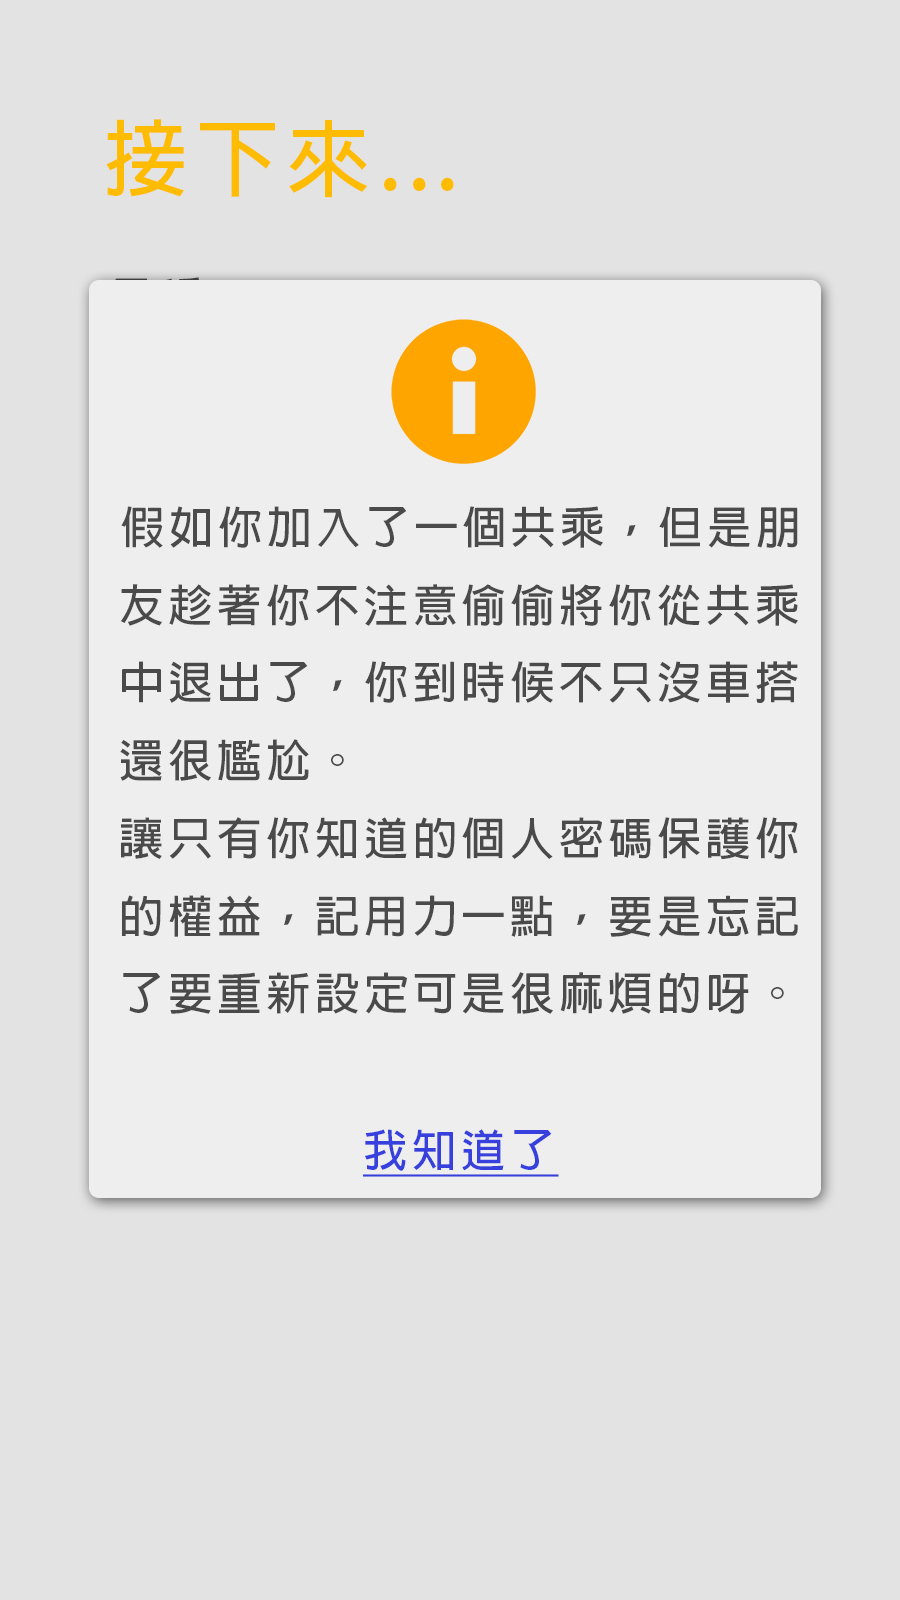 接下來...
假如你加入了一個共乘，但是朋
友趁著你不注意偷偷將你從共乘
中退出了，你到時候不只沒車搭
還很尷尬。
讓只有你知道的個人密碼保護你
的權益，記用力一點，要是忘記
了要重新設定可是很麻煩的呀。
我知道了